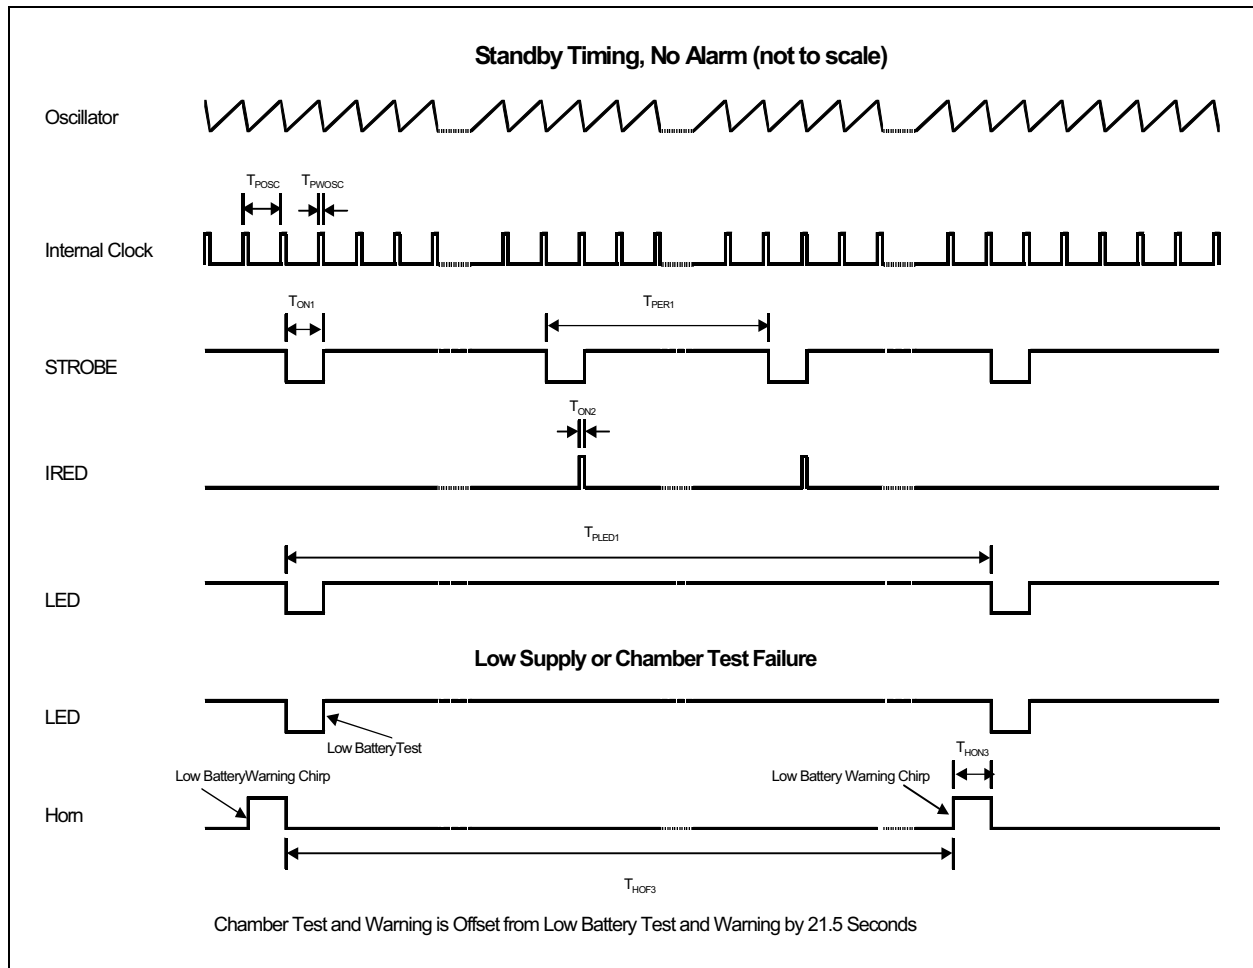 Standby Timing, No Alarm (not to scale)
Oscillator
TPOSC
TPWOSC
Internal Clock
TON1
TPER1
STROBE
TON2
IRED
TPLED1
LED
Low Supply or Chamber Test Failure
LED
Low BatteryTest
THON3
Low BatteryWarning Chirp
Low Battery Warning Chirp
Horn
THOF3
Chamber Test and Warning is Offset from Low Battery Test and Warning by 21.5 Seconds